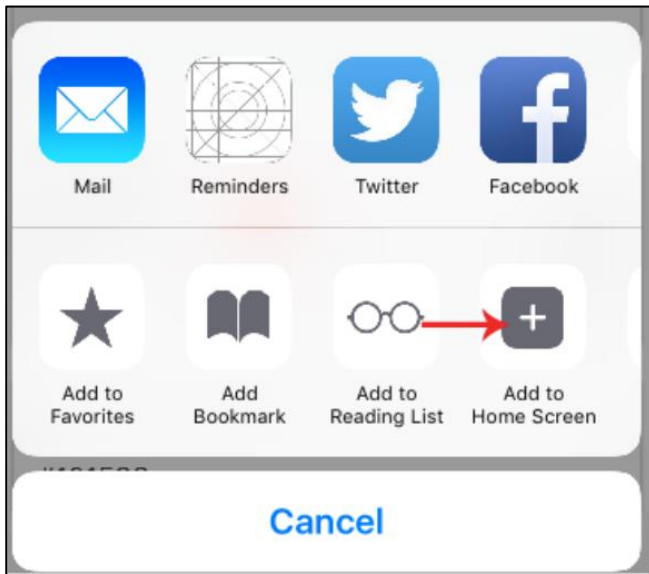 Mail
Reminders
Twitter
Facebook
Add to
Favorites
Add
Bookmark
Add to
Reading List
Add to
Home Screen
Cancel